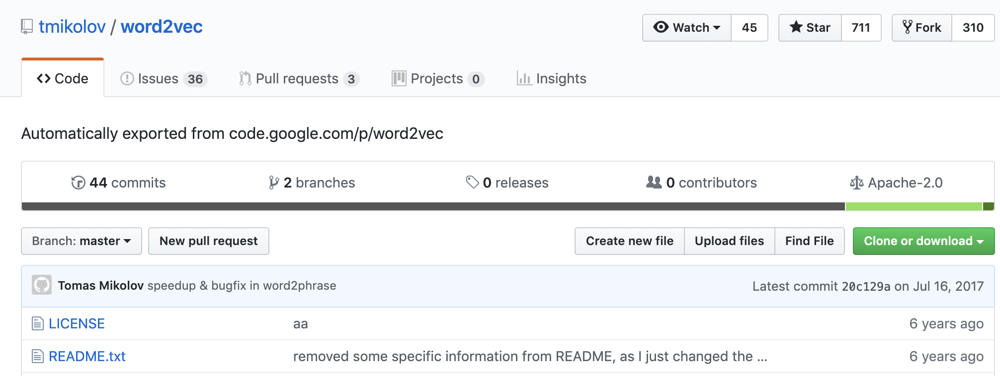 tmikolov / word2vec
Watch 45 Star 711 Fork 310
Code Issues 36 Pull requests 3 Projects 0 Insights
Automatically exported from code.google.com/p/word2vec
44 commits 2 branches 0 releases 0 contributors Apache-2.0
Branch: master New pull request Create new file Upload files Find File Clone or download
Tomas Mikolov speedup & bugfix in word2phrase Latest commit 20c129a on Jul 16, 2017
LICENSE aa 6 years ago
README.txt removed some specific information from README, as I just changed the ... 6 years ago